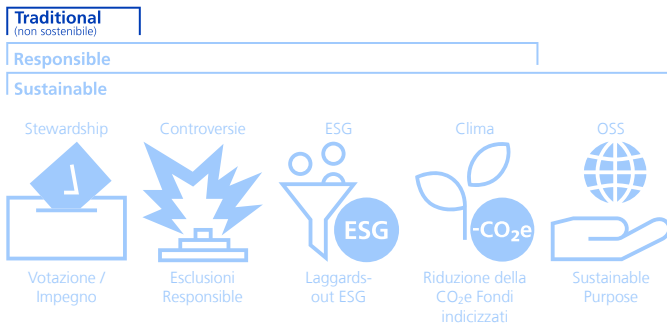 Traditional
(non sostenibile)
Responsible
Sustainable
Stewardship Controversie ESG Clima OSS
ESG -CO₂e
Votazione / Esclusioni Laggards- Riduzione della Sustainable
Impegno Responsible out ESG CO₂e Fondi Purpose
indicizzati